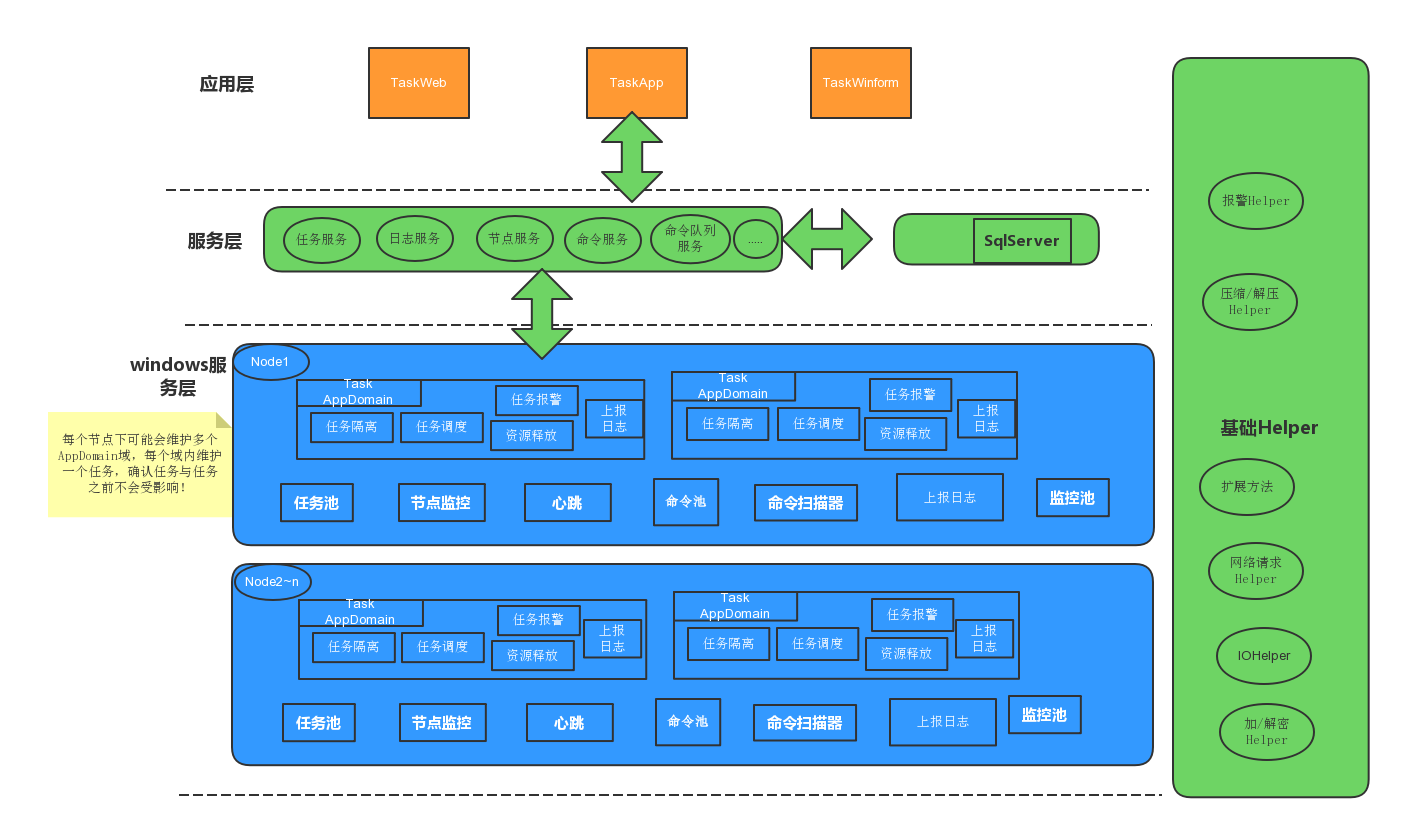 应用层
TaskWeb
TaskApp
TaskWinform
服务层
任务服务
日志服务
节点服务
命令服务
命令队列
服务
.....
SqlServer
windows服
务层
每个节点下可能会维护多个
AppDomain域，每个域内维护
一个任务，确认任务与任务
之前不会受影响！
Node1
Task
AppDomain
任务隔离
任务调度
任务报警
资源释放
上报
日志
Task
AppDomain
任务隔离
任务调度
任务报警
资源释放
上报
日志
任务池
节点监控
心跳
命令池
命令扫描器
上报日志
监控池
Node2~n
Task
AppDomain
任务隔离
任务调度
任务报警
资源释放
上报
日志
Task
AppDomain
任务隔离
任务调度
任务报警
资源释放
上报
日志
任务池
节点监控
心跳
命令池
命令扫描器
上报日志
监控池
报警Helper
压缩/解压
Helper
基础Helper
扩展方法
网络请求
Helper
IOHelper
加/解密
Helper